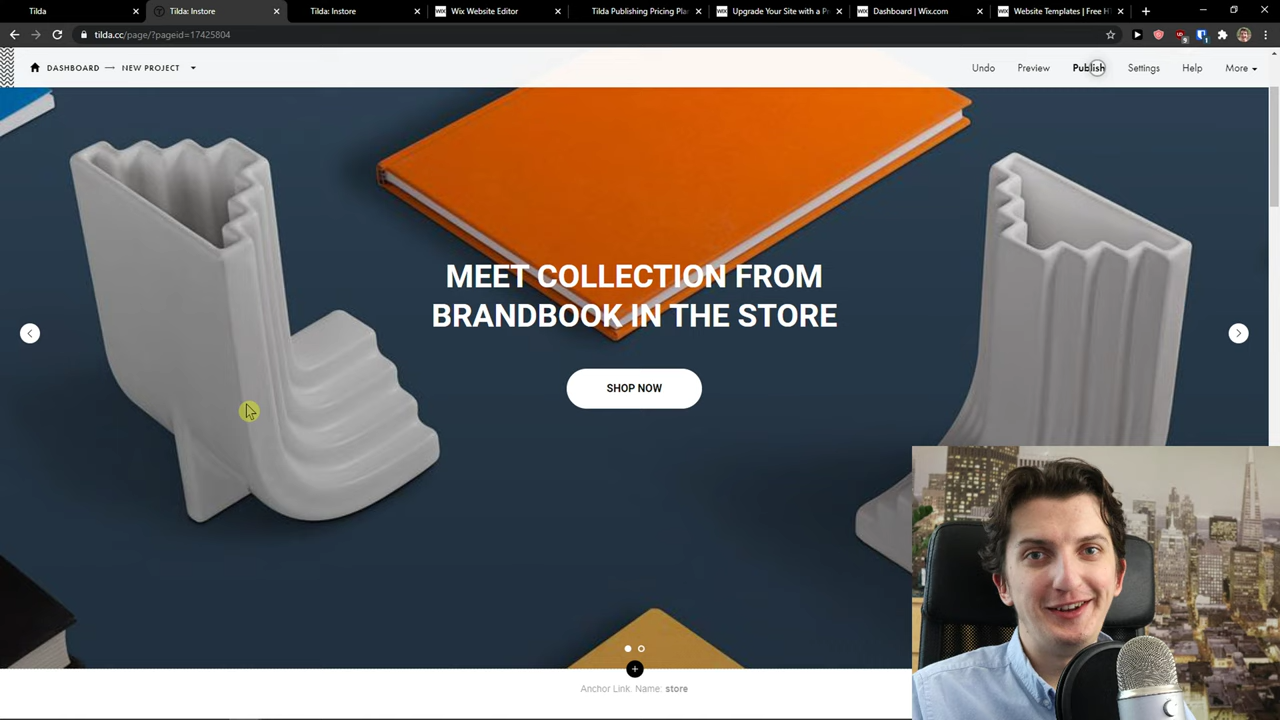 Tilda
Tilda: Instore
Tilda: Instore
Wix Website Editor
Tilda Publishing Pricing Pla
Upgrade Your Site with a P
Dashboard | Wix.com
Website Templates | Free H
tilda.cc/page/?pageid=17425804
DASHBOARD → NEW PROJECT
Undo
Preview
Publish
Settings
Help
More
MEET COLLECTION FROM
BRANDBOOK IN THE STORE
SHOP NOW
Anchor Link. Name: store